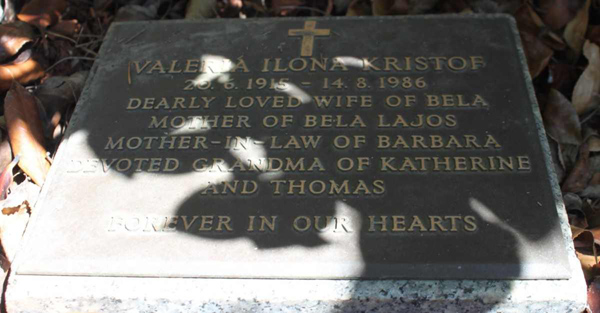 VALERIA ILONA KRISTOF
20.6.1915 - 14.8.1986
DEARLY LOVED WIFE OF BELA
MOTHER OF BELA LAJOS
MOTHER-IN-LAW OF BARBARA
DEVOTED GRANDMA OF KATHERINE
AND THOMAS
FOREVER IN OUR HEARTS